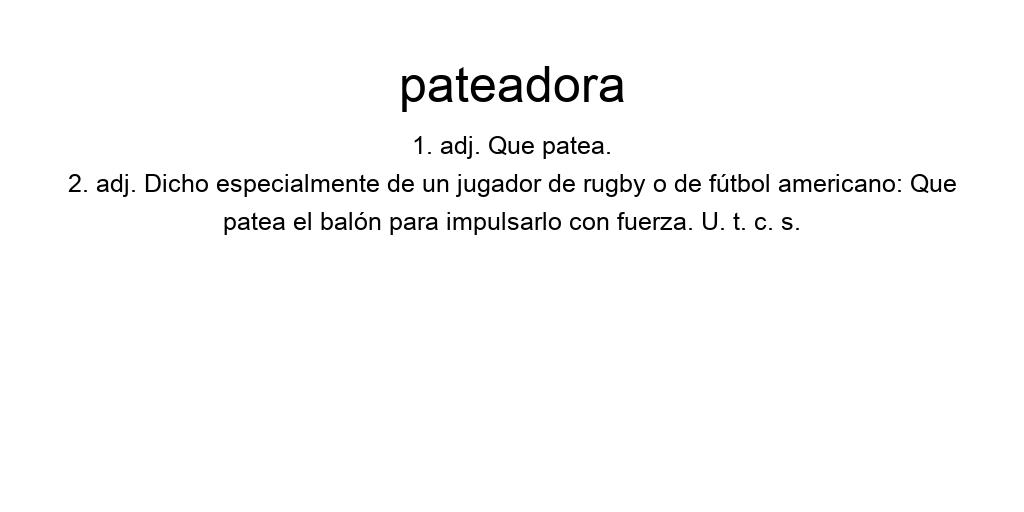 pateadora
1. adj. Que patea.
2. adj. Dicho especialmente de un jugador de rugby o de fútbol americano: Que
patea el balón para impulsarlo con fuerza. U. t. c. s.